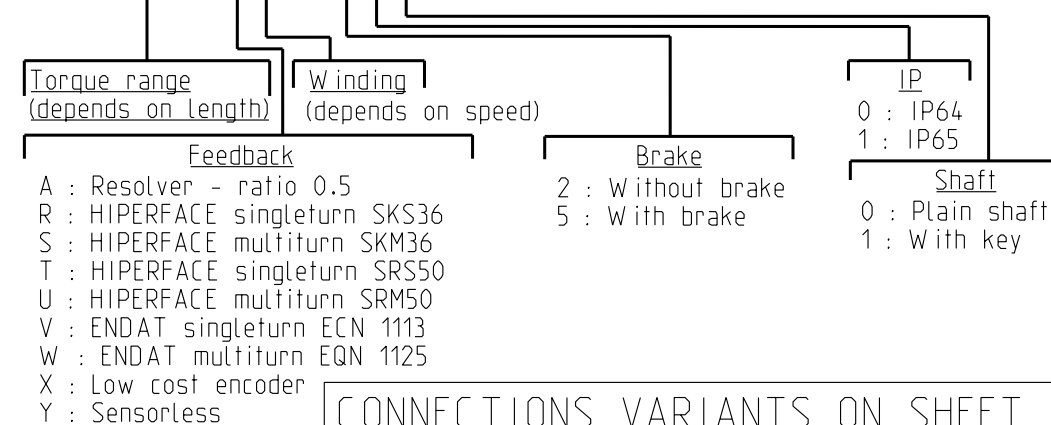 Torque range
(depends on length)
Winding
(depends on speed)
IP
0 : IP64
1 : IP65
Feedback
A : Resolver - ratio 0.5
R : HIPERFACE singleturn SKS36
S : HIPERFACE multiturn SKM36
T : HIPERFACE singleturn SRS50
U : HIPERFACE multiturn SRM50
V : ENDAT singleturn ECN 1113
W : ENDAT multiturn EQN 1125
X : Low cost encoder
Y : Sensorless
Brake
2 : Without brake
5 : With brake
Shaft
0 : Plain shaft
1 : With key
CONNECTIONS VARIANTS ON SHEET